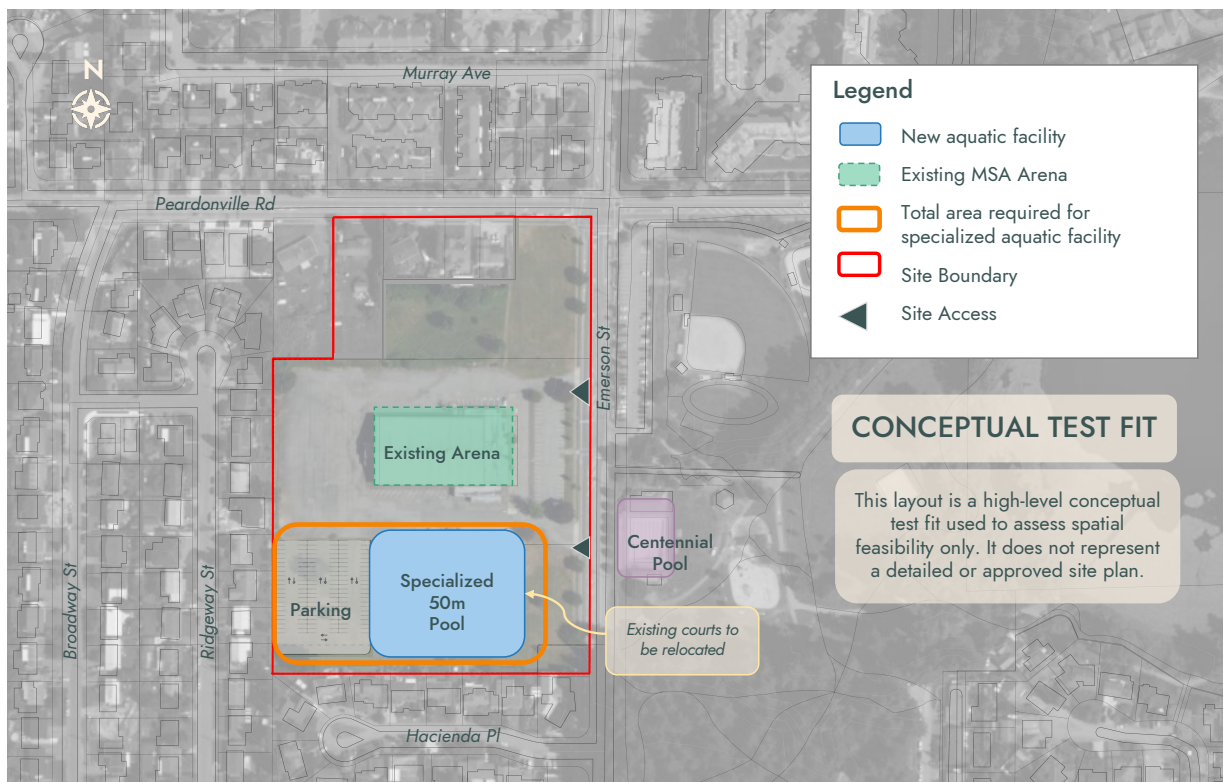 N
Murray Ave
Peardonville Rd
Emerson St
Broadway St
Ridgeway St
Hacienda Pl
Existing Arena
Parking
Specialized
50m
Pool
Centennial
Pool
Existing courts to
be relocated
Legend
New aquatic facility
Existing MSA Arena
Total area required for
specialized aquatic facility
Site Boundary
Site Access
CONCEPTUAL TEST FIT
This layout is a high-level conceptual
test fit used to assess spatial
feasibility only. It does not represent
a detailed or approved site plan.